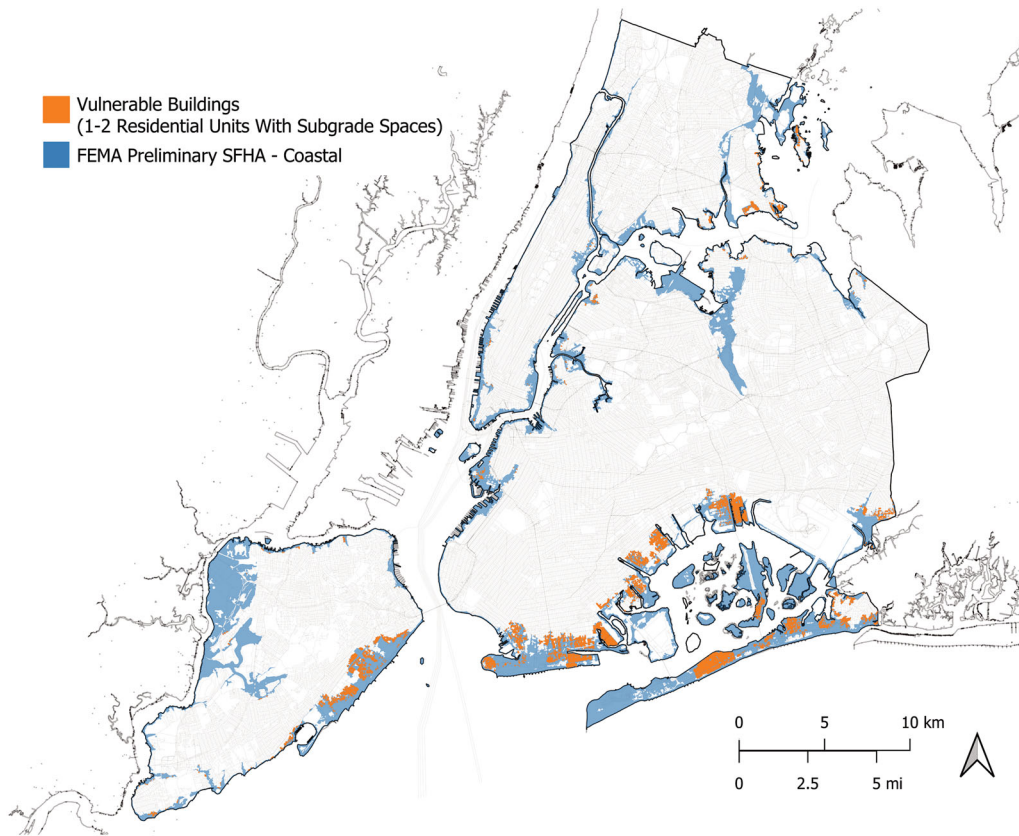 Vulnerable Buildings
(1-2 Residential Units With Subgrade Spaces)
FEMA Preliminary SFHA - Coastal
0 5 10 km
0 2.5 5 mi